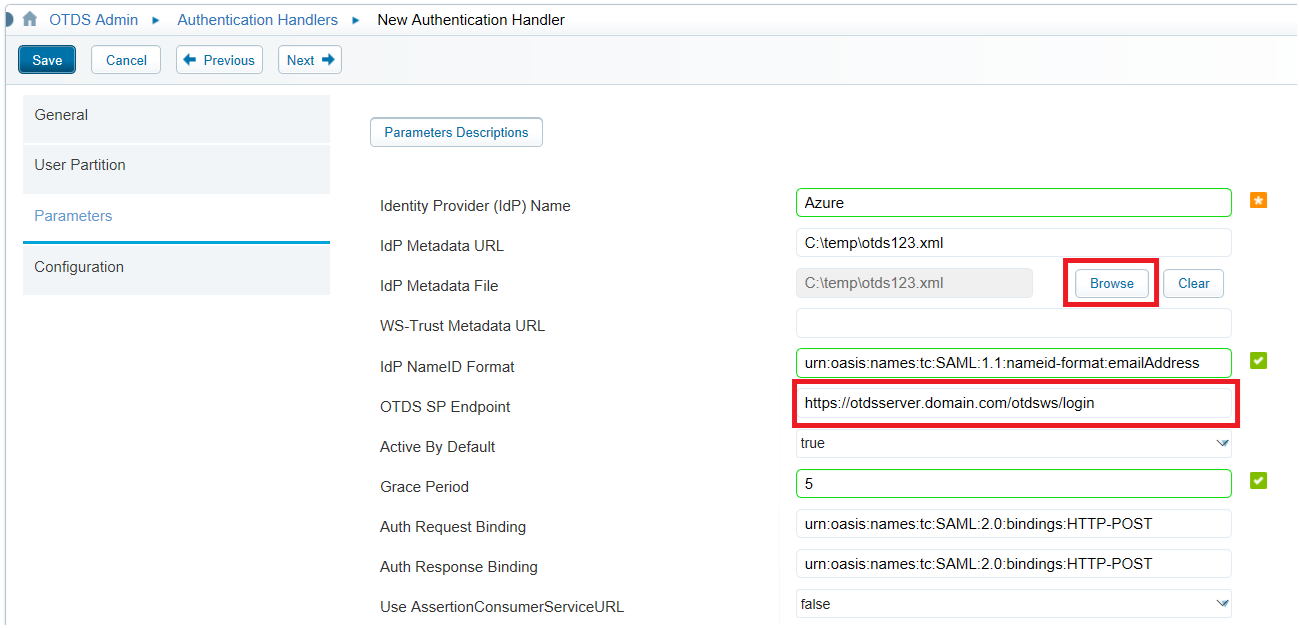 OTDS Admin Authentication Handlers New Authentication Handler
Save Cancel Previous Next
General
User Partition
Parameters
Configuration
Parameters Descriptions
Identity Provider (IdP) Name Azure
IdP Metadata URL C:\temp\otds123.xml
IdP Metadata File C:\temp\otds123.xml Browse Clear
WS-Trust Metadata URL
IdP NameID Format urn:oasis:names:tc:SAML:1.1:nameid-format:emailAddress
OTDS SP Endpoint https://otdsserver.domain.com/otdsws/login
Active By Default true
Grace Period 5
Auth Request Binding urn:oasis:names:tc:SAML:2.0:bindings:HTTP-POST
Auth Response Binding urn:oasis:names:tc:SAML:2.0:bindings:HTTP-POST
Use AssertionConsumerServiceURL false